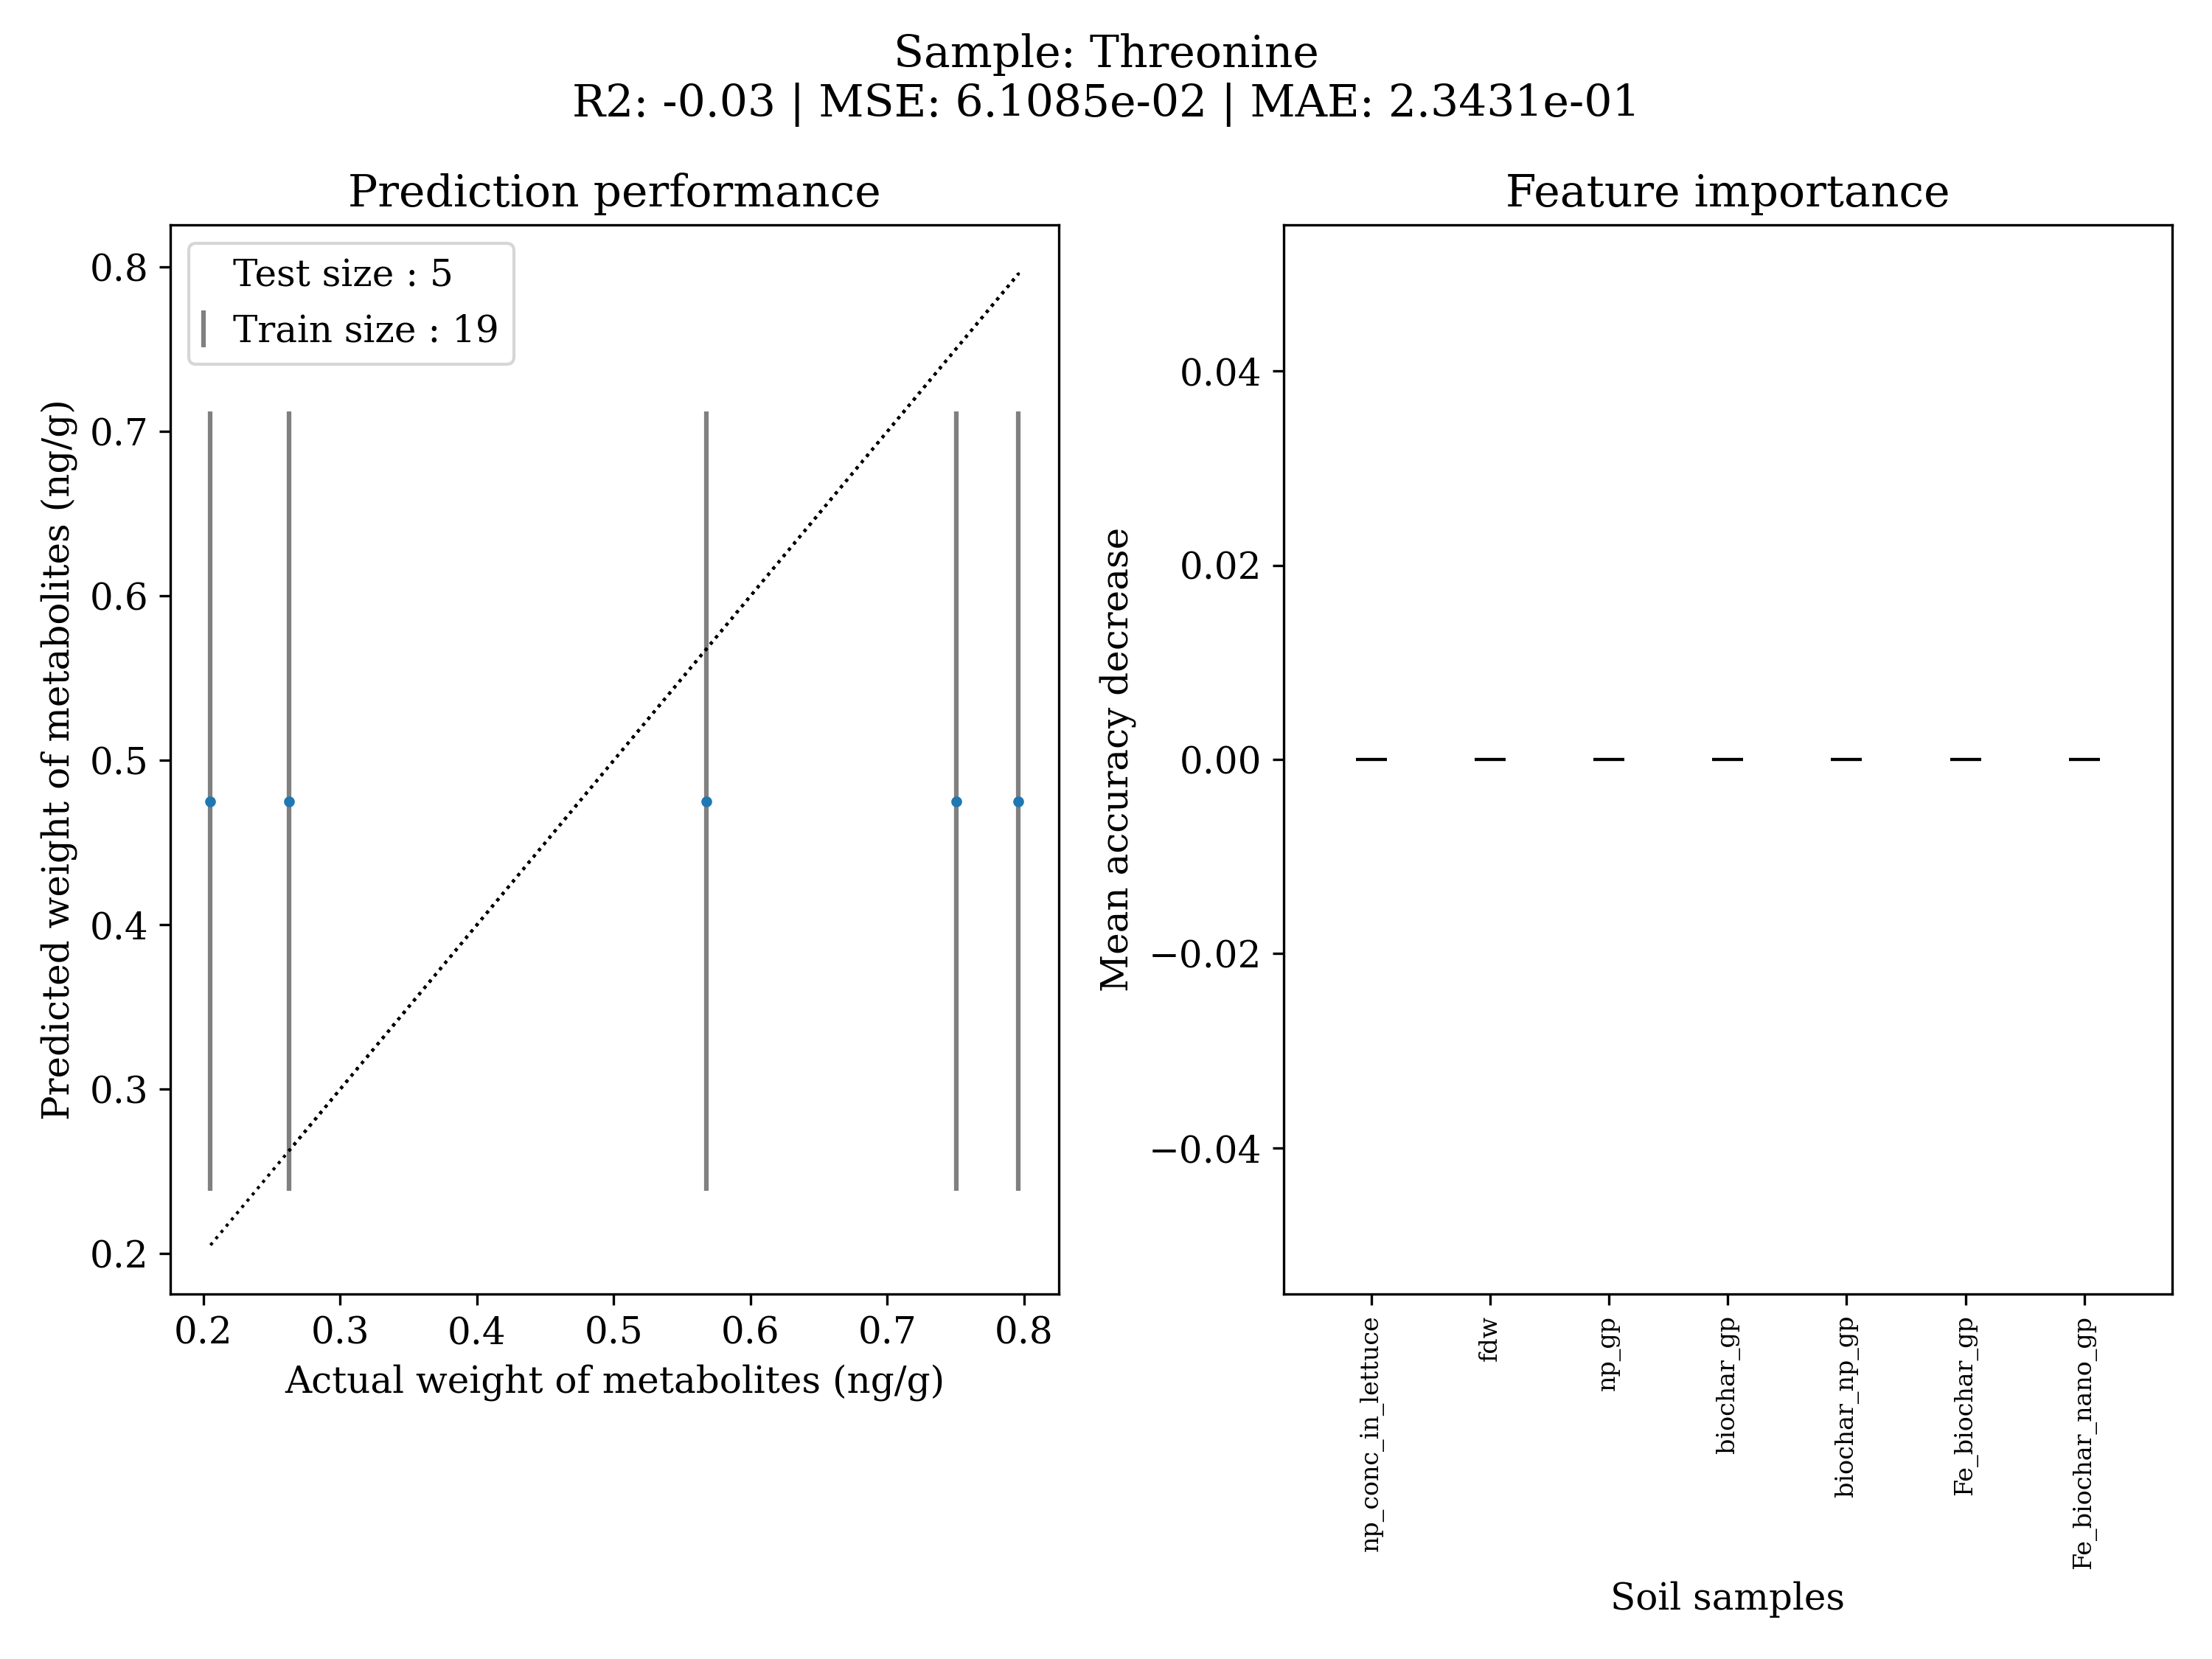 Sample: Threonine
R2: -0.03 | MSE: 6.1085e-02 | MAE: 2.3431e-01
Prediction performance
Test size : 5
Train size : 19
0.8
0.7
0.6
0.5
0.4
0.3
0.2
Predicted weight of metabolites (ng/g)
0.2 0.3 0.4 0.5 0.6 0.7 0.8
Actual weight of metabolites (ng/g)
Feature importance
0.04
0.02
0.00
−0.02
−0.04
Mean accuracy decrease
np_conc_in_lettuce
fdw
np_gp
biochar_gp
biochar_np_gp
Fe_biochar_gp
Fe_biochar_nano_gp
Soil samples